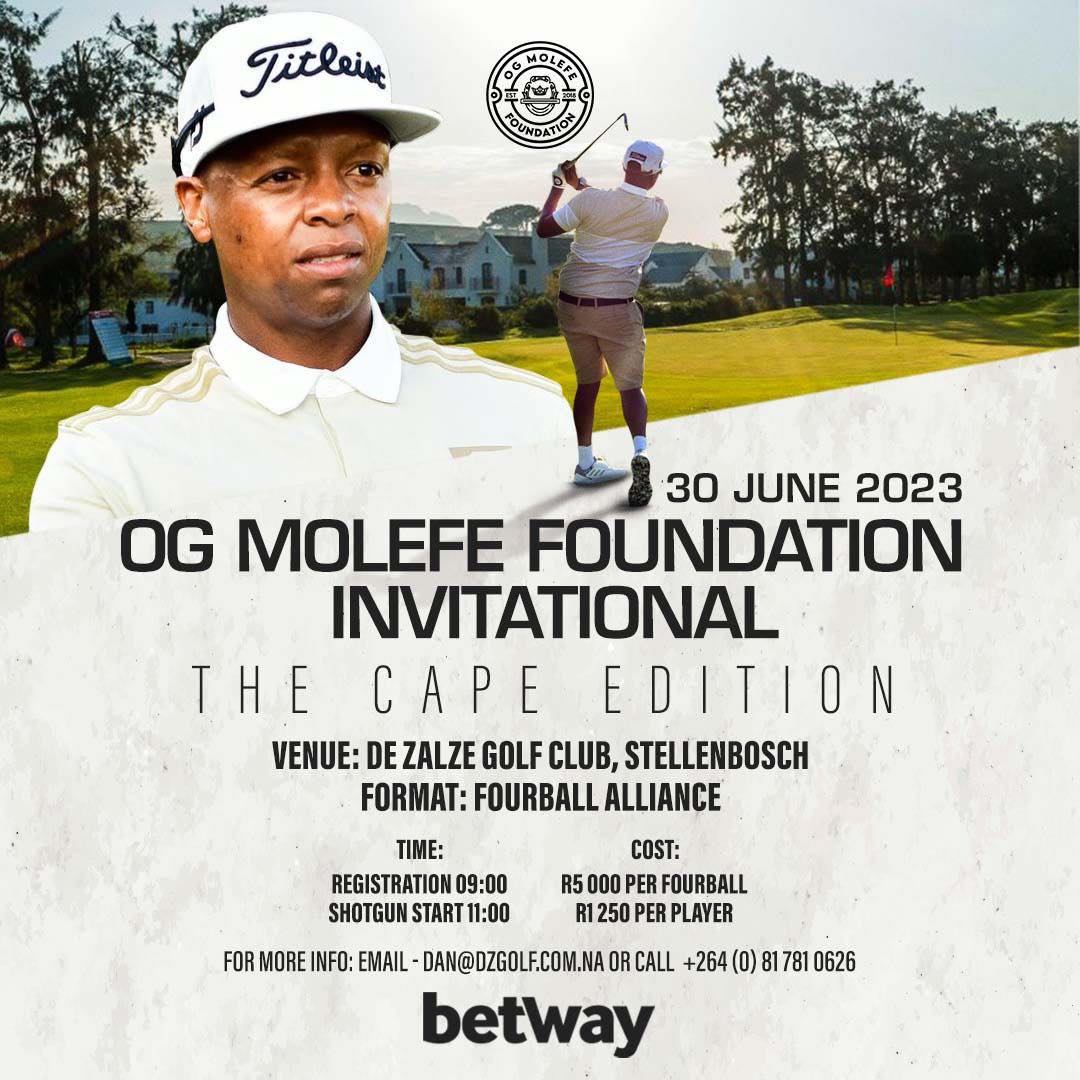 Titleist
OG MOLEFE
EST 2018
FOUNDATION
30 JUNE 2023
OG MOLEFE FOUNDATION
INVITATIONAL
THE CAPE EDITION
VENUE: DE ZALZE GOLF CLUB, STELLENBOSCH
FORMAT: FOURBALL ALLIANCE
TIME:
REGISTRATION 09:00
SHOTGUN START 11:00
COST:
R5 000 PER FOURBALL
R1 250 PER PLAYER
FOR MORE INFO: EMAIL - DAN@DZGOLF.COM.NA OR CALL +264 (0) 81 781 0626
betway